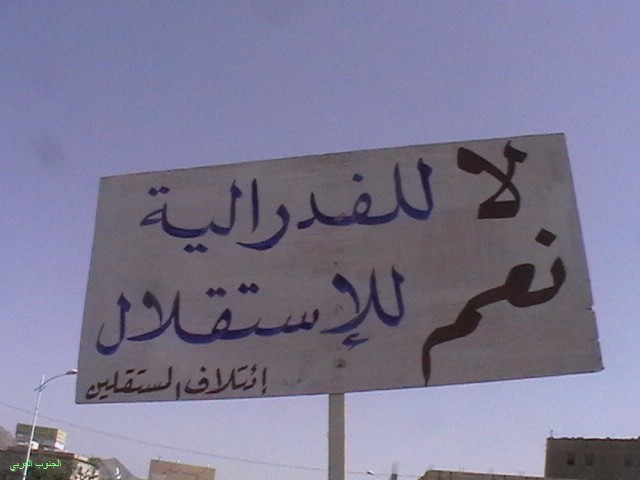 لا للفدرالية
نعم للإستقلال
إئتلاف المستقلين
الجنوب العربي